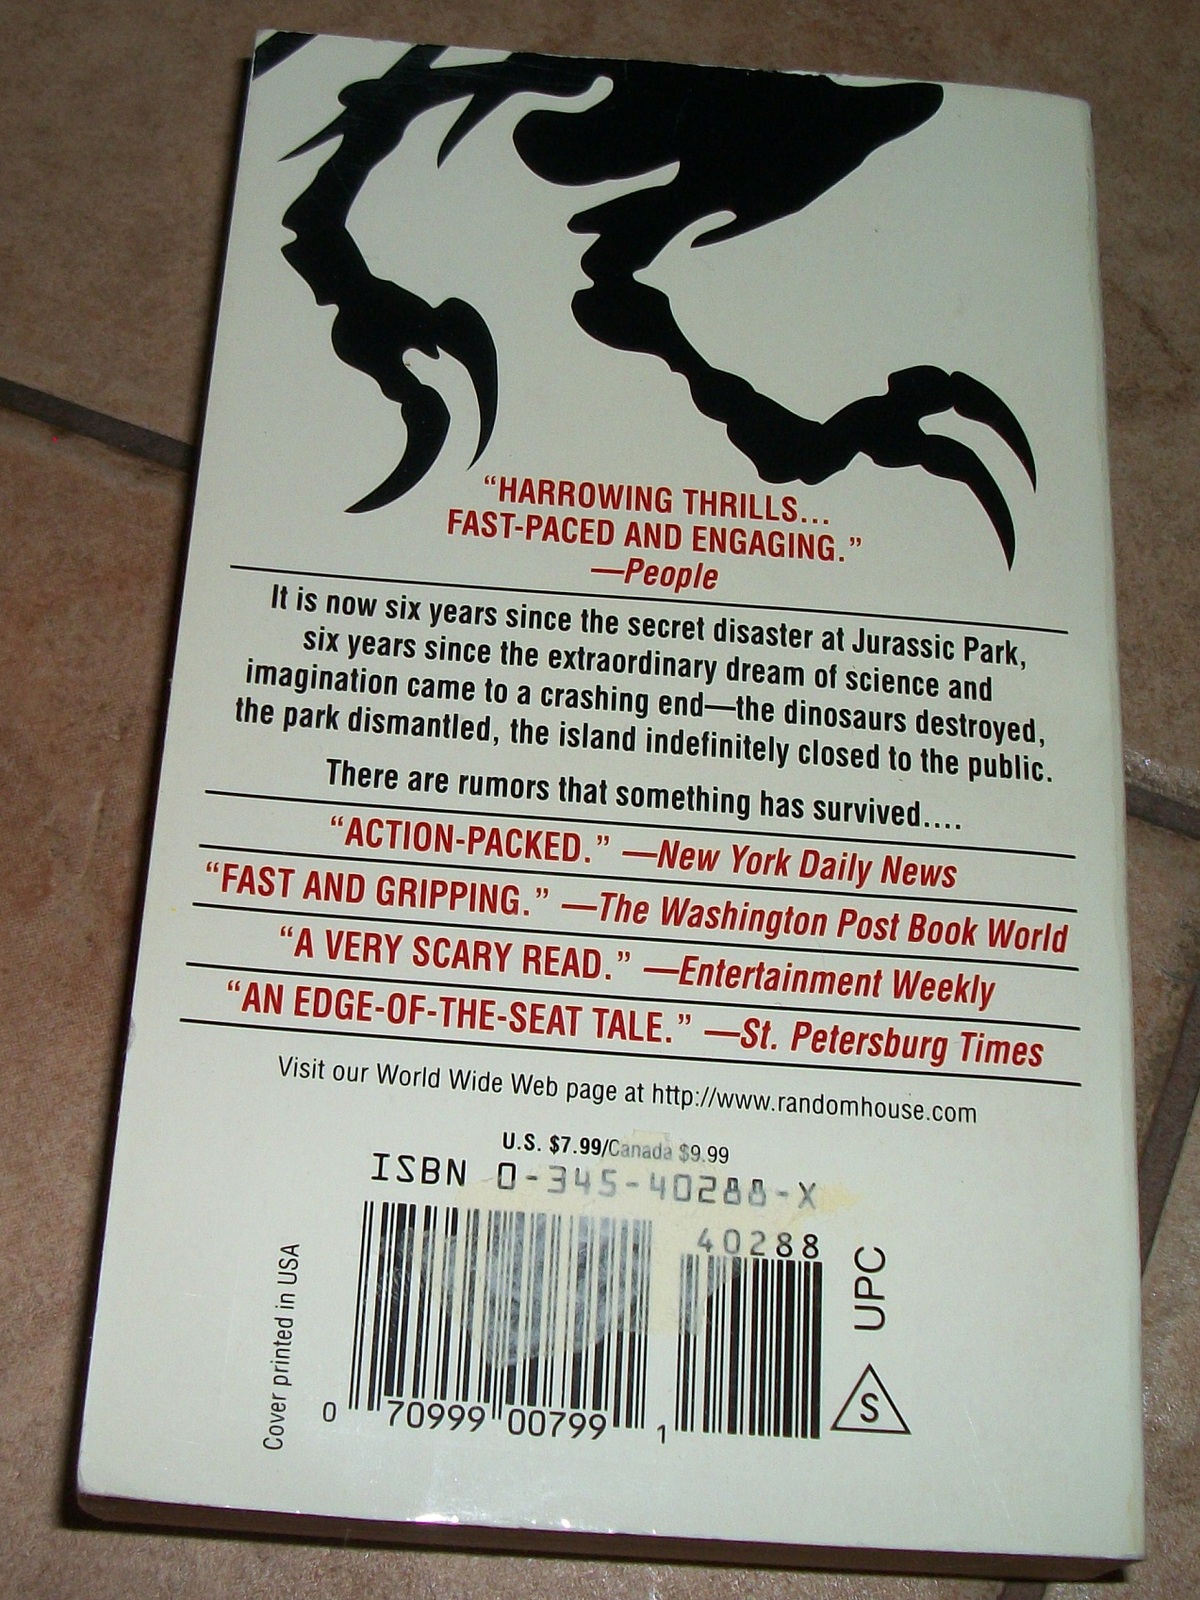 “HARROWING THRILLS...
FAST-PACED AND ENGAGING.”
—People
It is now six years since the secret disaster at Jurassic Park,
six years since the extraordinary dream of science and
imagination came to a crashing end—the dinosaurs destroyed,
the park dismantled, the island indefinitely closed to the public.
There are rumors that something has survived....
“ACTION-PACKED.” —New York Daily News
“FAST AND GRIPPING.” —The Washington Post Book World
“A VERY SCARY READ.” —Entertainment Weekly
“AN EDGE-OF-THE-SEAT TALE.” —St. Petersburg Times
Visit our World Wide Web page at http://www.randomhouse.com
U.S. $7.99/Canada $9.99
ISBN 0-345-40288-X
40288
UPC
S
Cover printed in USA
0 70999 00799 1